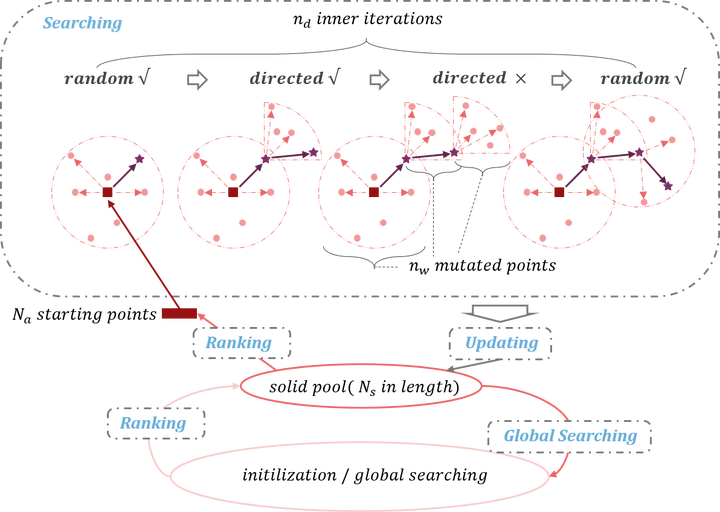 Searching
n_d inner iterations
random √
directed √
directed ×
random √
n_w mutated points
N_a starting points
Ranking
Updating
solid pool( N_s in length)
Ranking
Global Searching
initilization / global searching